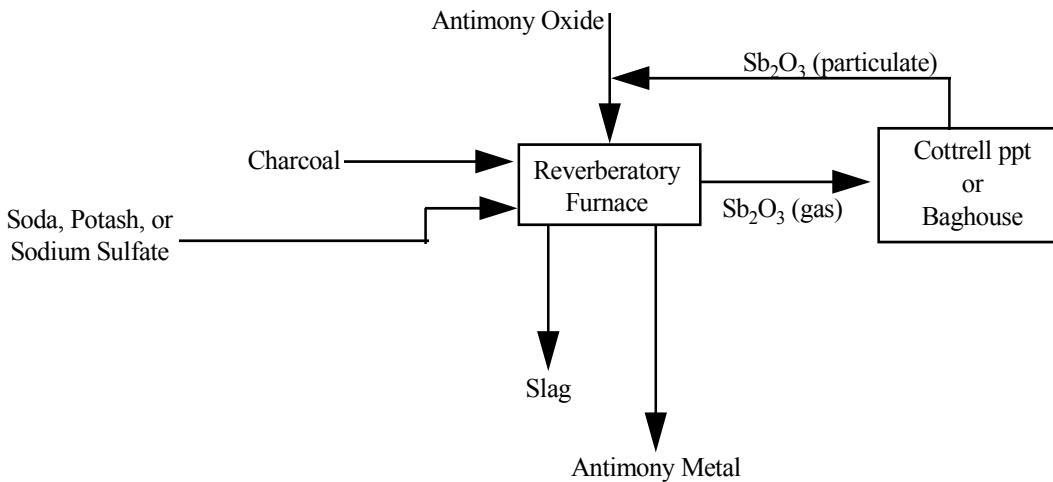 Antimony Oxide
Sb₂O₃ (particulate)
Charcoal
Reverberatory
Furnace
Cottrell ppt
or
Baghouse
Sb₂O₃ (gas)
Soda, Potash, or
Sodium Sulfate
Slag
Antimony Metal